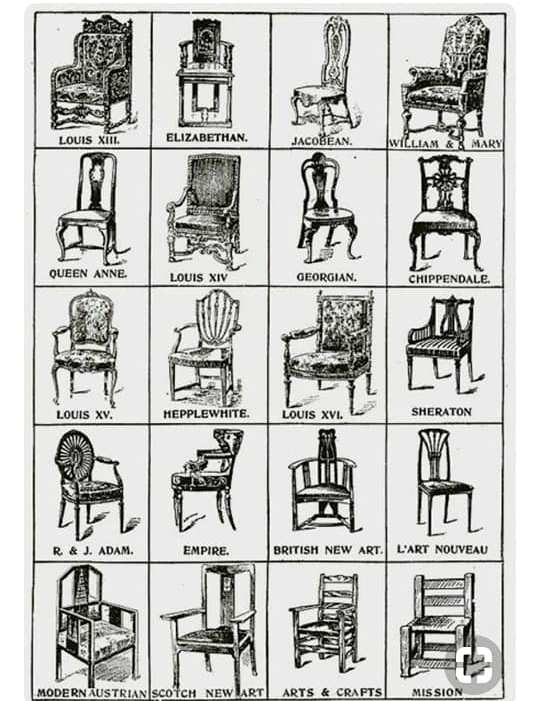 LOUIS XIII.
ELIZABETHAN.
JACOBEAN.
WILLIAM & MARY
QUEEN ANNE.
LOUIS XIV
GEORGIAN.
CHIPPENDALE.
LOUIS XV.
HEPPLEWHITE.
LOUIS XVI.
SHERATON
R. & J. ADAM.
EMPIRE.
BRITISH NEW ART.
L'ART NOUVEAU
MODERN AUSTRIAN
SCOTCH NEW ART
ARTS & CRAFTS
MISSION